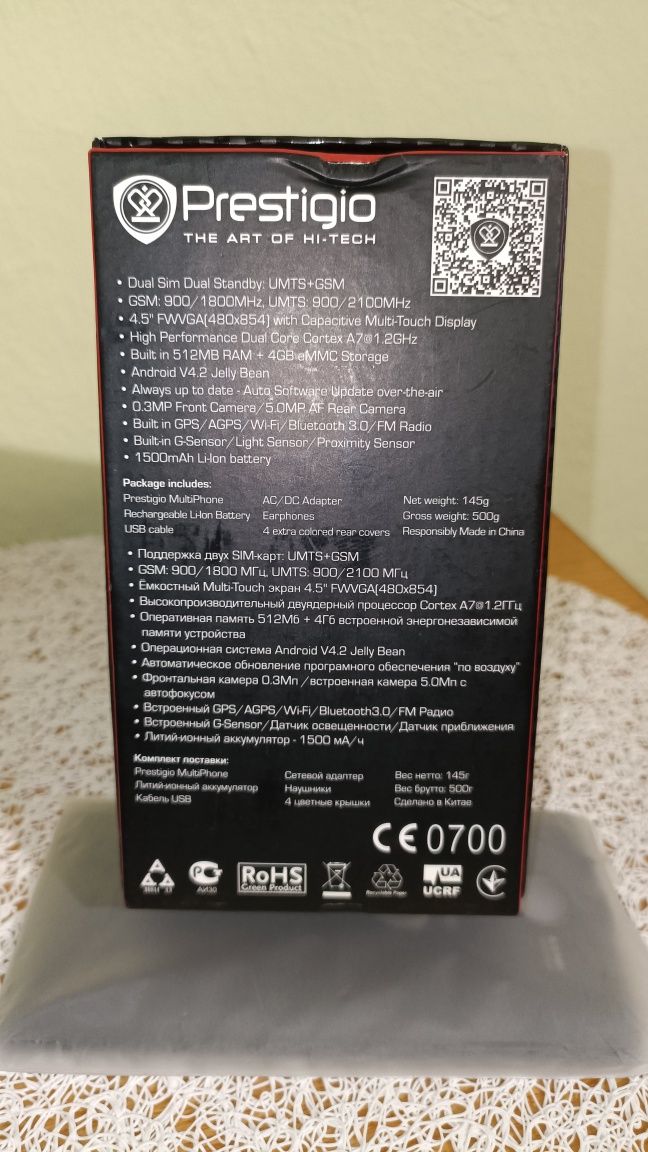 Prestigio
THE ART OF HI-TECH
• Dual Sim Dual Standby: UMTS+GSM
• GSM: 900/1800MHz, UMTS: 900/2100MHz
• 4.5" FWVGA(480x854) with Capacitive Multi-Touch Display
• High Performance Dual Core Cortex A7@1.2GHz
• Built in 512MB RAM + 4GB eMMC Storage
• Android V4.2 Jelly Bean
• Always up to date - Auto Software Update over-the-air
• 0.3MP Front Camera/5.0MP AF Rear Camera
• Built in GPS/AGPS/Wi-Fi/Bluetooth 3.0/FM Radio
• Built-in G-Sensor/Light Sensor/Proximity Sensor
• 1500mAh Li-Ion battery
Package includes:
Prestigio MultiPhone AC/DC Adapter Net weight: 145g
Rechargeable Li-Ion Battery Earphones Gross weight: 500g
USB cable 4 extra colored rear covers Responsibly Made in China
• Поддержка двух SIM-карт: UMTS+GSM
• GSM: 900/1800 МГц, UMTS: 900/2100 МГц
• Ёмкостный Multi-Touch экран 4.5" FWVGA(480x854)
• Высокопроизводительный двуядерный процессор Cortex A7@1.2ГГц
• Оперативная память 512Мб + 4Гб встроенной энергонезависимой
памяти устройства
• Операционная система Android V4.2 Jelly Bean
• Автоматическое обновление програмного обеспечения "по воздуху"
• Фронтальная камера 0.3Мп /встроенная камера 5.0Мп с
автофокусом
• Встроенный GPS/AGPS/Wi-Fi/Bluetooth3.0/FM Радио
• Встроенный G-Sensor/Датчик освещенности/Датчик приближения
• Литий-ионный аккумулятор - 1500 мА/ч
Комплект поставки:
Prestigio MultiPhone Сетевой адаптер Вес нетто: 145г
Литий-ионный аккумулятор Наушники Вес брутто: 500г
Кабель USB 4 цветные крышки Сделано в Китае
CE 0700
РС АИ30 RoHS UA
Green Product Recyclable Paper UCRF